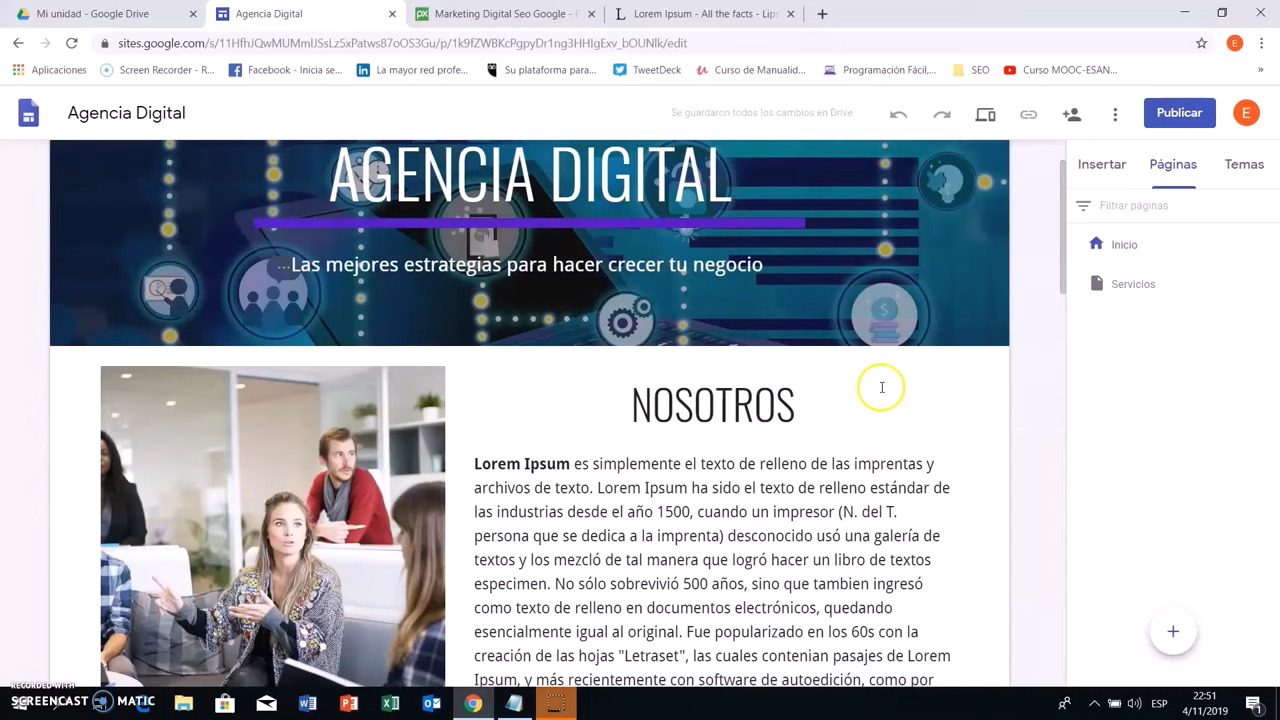 Mi unidad - Google Drive
Agencia Digital
Marketing Digital Seo Google -
Lorem Ipsum - All the facts - Lips
sites.google.com/s/
/edit
Aplicaciones
Screen Recorder - R...
Facebook - Inicia se...
La mayor red profe...
Su plataforma para...
TweetDeck
Curso de Manualid...
Programación Fácil,...
SEO
Curso MOOC-ESAN...
»
Agencia Digital
Se guardaron todos los cambios en Drive
Publicar
E
AGENCIA DIGITAL
Las mejores estrategias para hacer crecer tu negocio
Insertar
Páginas
Temas
Filtrar páginas
Inicio
Servicios
NOSOTROS
Lorem Ipsum es simplemente el texto de relleno de las imprentas y
archivos de texto. Lorem Ipsum ha sido el texto de relleno estándar de
las industrias desde el año 1500, cuando un impresor (N. del T.
persona que se dedica a la imprenta) desconocido usó una galería de
textos y los mezcló de tal manera que logró hacer un libro de textos
especimen. No sólo sobrevivió 500 años, sino que tambien ingresó
como texto de relleno en documentos electrónicos, quedando
esencialmente igual al original. Fue popularizado en los 60s con la
creación de las hojas "Letraset", las cuales contenian pasajes de Lorem
Ipsum, y más recientemente con software de autoedición, como por
RECORDED WITH
SCREENCAST MATIC
ESP
22:51
4/11/2019